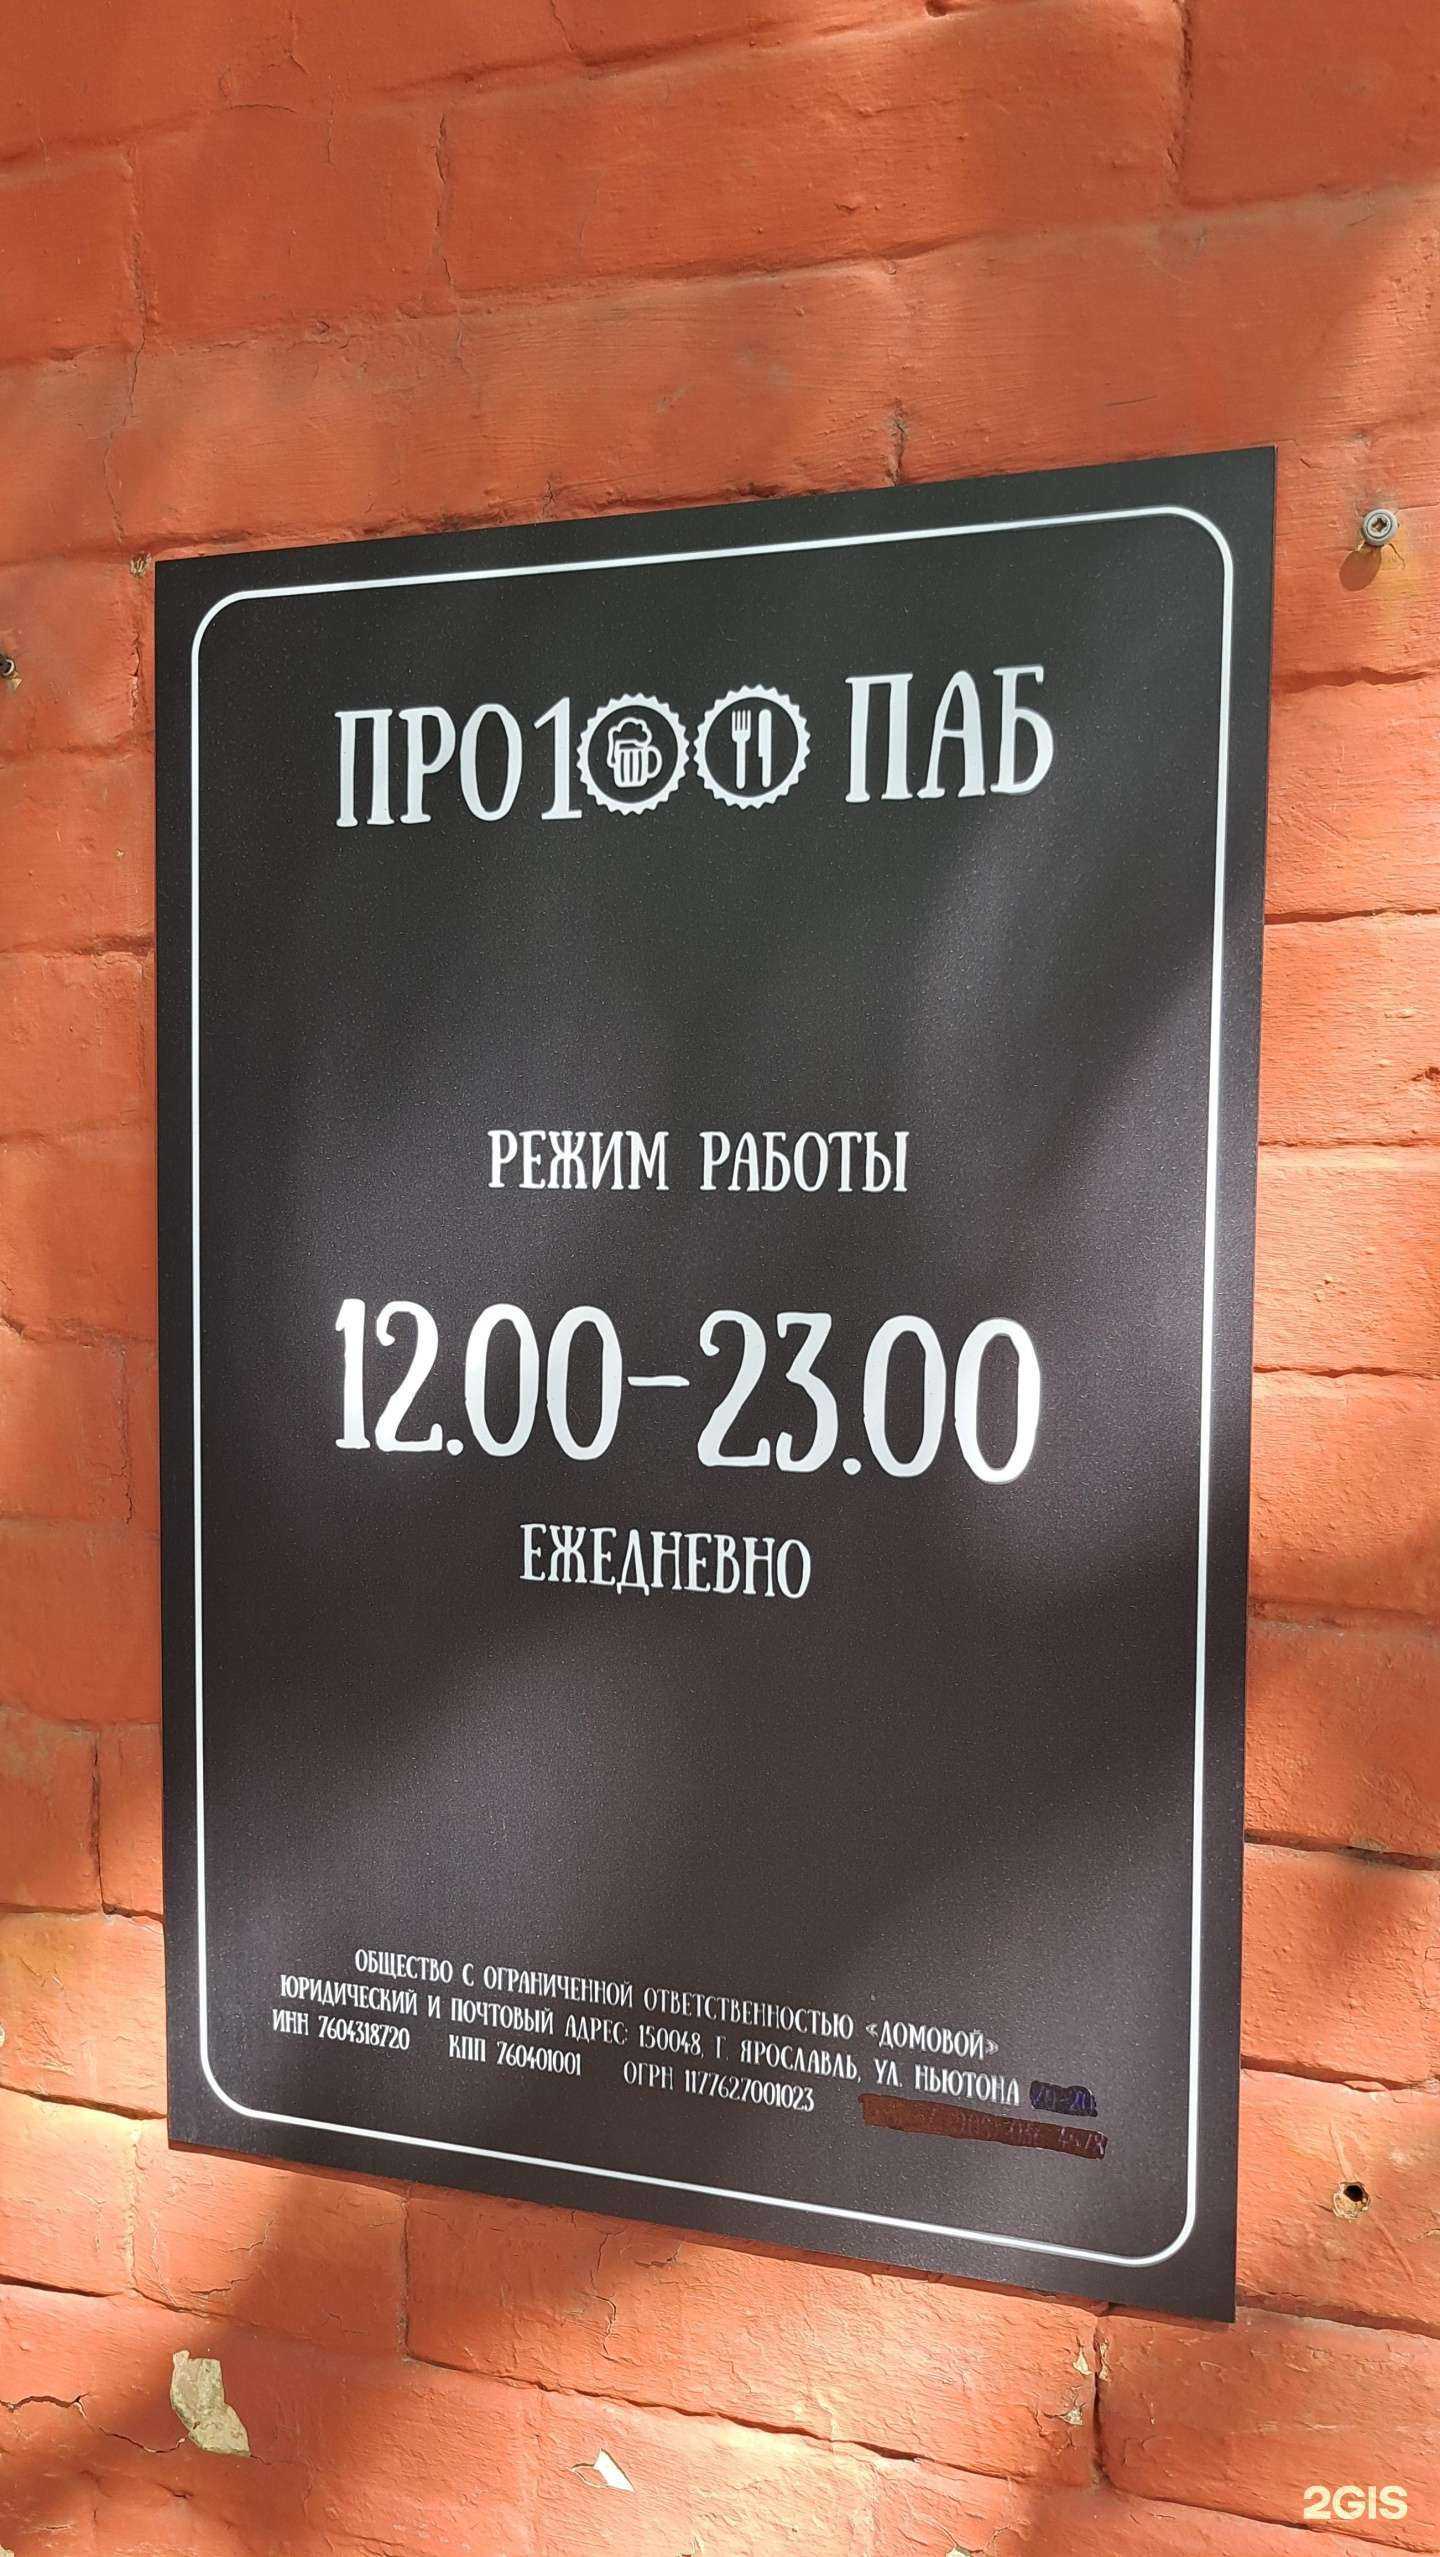 ПРО100 ПАБ
РЕЖИМ РАБОТЫ
12.00-23.00
ЕЖЕДНЕВНО
ОБЩЕСТВО С ОГРАНИЧЕННОЙ ОТВЕТСТВЕННОСТЬЮ «ДОМОВОЙ»
ЮРИДИЧЕСКИЙ И ПОЧТОВЫЙ АДРЕС: 150048, Г. ЯРОСЛАВЛЬ, УЛ. НЬЮТОНА
ИНН 7604318720 КПП 760401001 ОГРН 1177627001023
2GIS